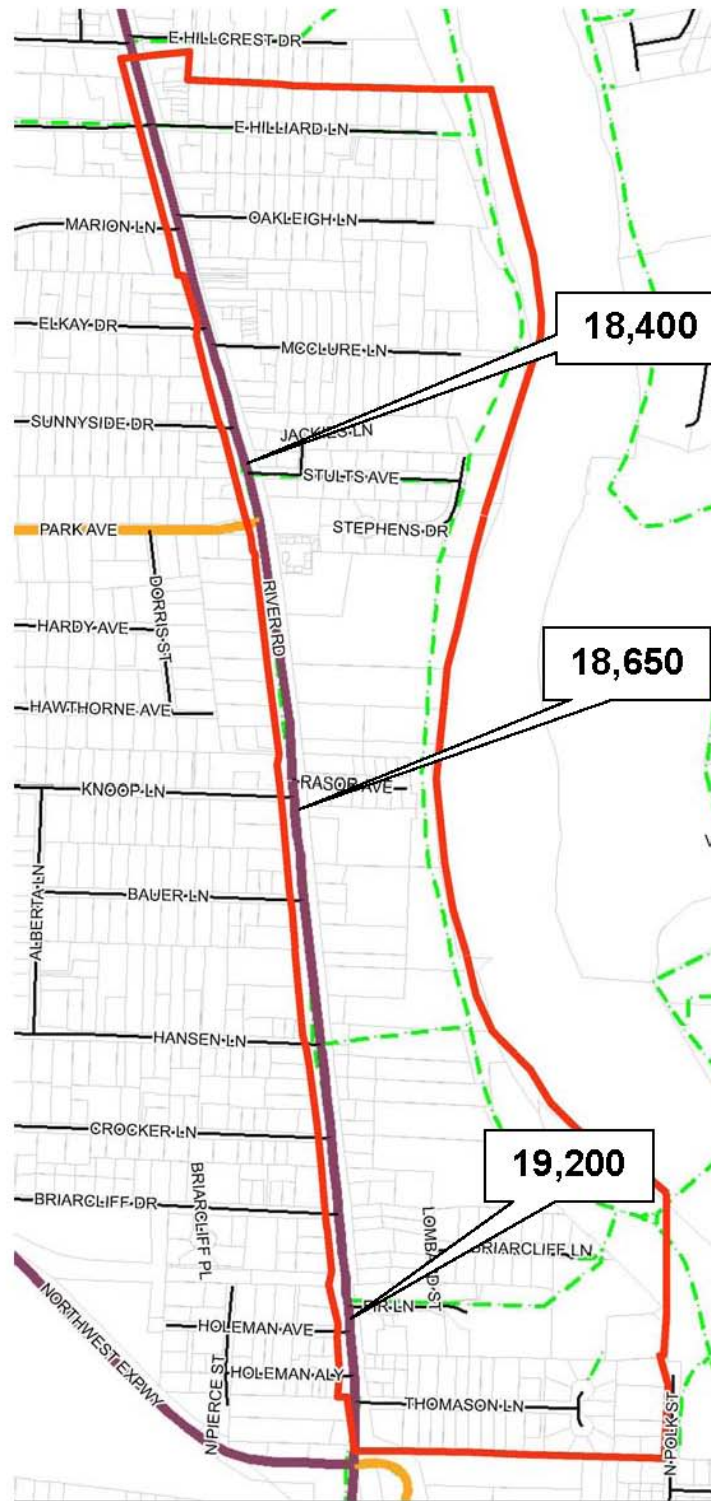 E HILLCREST DR
E HILLIARD LN
OAKLEIGH LN
MARION LN
18,400
ELKAY DR
MCCLURE LN
SUNNYSIDE DR
JACKIES LN
STULTS AVE
PARK AVE
STEPHENS DR
DORRIS ST
RIVER RD
HARDY AVE
18,650
HAWTHORNE AVE
KNOOP LN
RASOR AVE
ALBERTA LN
BAUER LN
HANSEN LN
CROCKER LN
19,200
BRIARCLIFF DR
BRIARCLIFF PL
LOMBARD ST
BRIARCLIFF LN
FIR LN
HOLEMAN AVE
NORTHWEST EXPWY
N PIERCE ST
HOLEMAN ALY
THOMASON LN
N POLK ST